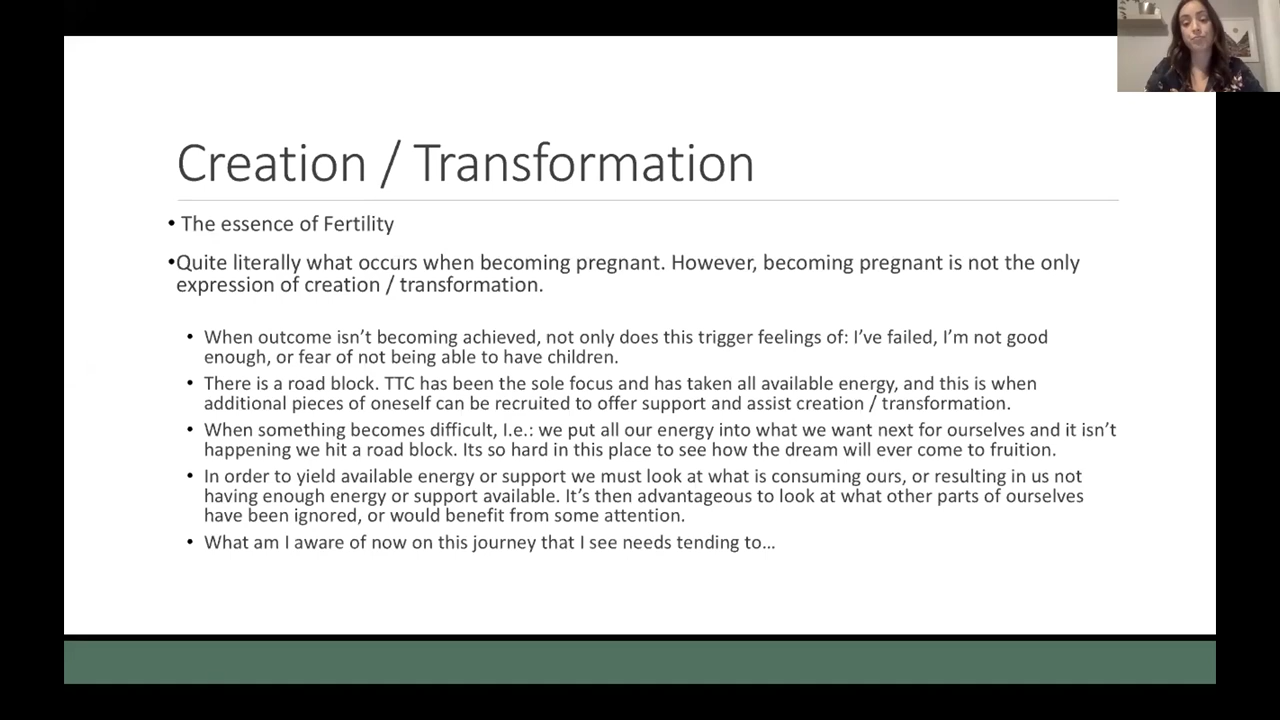 Creation / Transformation
• The essence of Fertility
•Quite literally what occurs when becoming pregnant. However, becoming pregnant is not the only
expression of creation / transformation.
• When outcome isn’t becoming achieved, not only does this trigger feelings of: I’ve failed, I’m not good
enough, or fear of not being able to have children.
• There is a road block. TTC has been the sole focus and has taken all available energy, and this is when
additional pieces of oneself can be recruited to offer support and assist creation / transformation.
• When something becomes difficult, I.e.: we put all our energy into what we want next for ourselves and it isn’t
happening we hit a road block. Its so hard in this place to see how the dream will ever come to fruition.
• In order to yield available energy or support we must look at what is consuming ours, or resulting in us not
having enough energy or support available. It’s then advantageous to look at what other parts of ourselves
have been ignored, or would benefit from some attention.
• What am I aware of now on this journey that I see needs tending to…